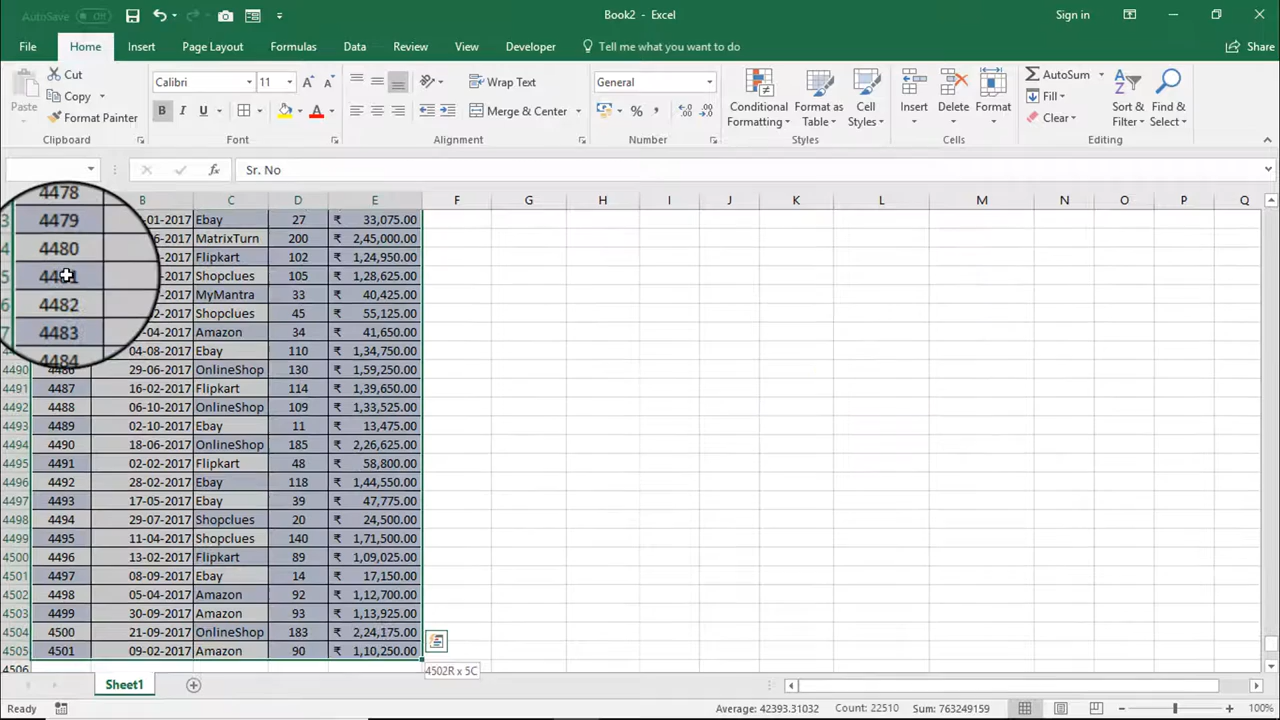 AutoSave Off Book2 - Excel Sign in
File Home Insert Page Layout Formulas Data Review View Developer Tell me what you want to do Share
Paste Cut Copy Format Painter
Calibri 11 B I U A A A
Wrap Text Merge & Center
General % ,
Conditional Formatting Format as Table Cell Styles
Insert Delete Format
AutoSum Fill Clear Sort & Filter Find & Select
Clipboard Font Alignment Number Styles Cells Editing
fx Sr. No
4478
B C D E F G H I J K L M N O P Q
4479 -01-2017 Ebay 27 ₹ 33,075.00
4480 -2017 MatrixTurn 200 ₹ 2,45,000.00
-2017 Flipkart 102 ₹ 1,24,950.00
4481 -2017 Shopclues 105 ₹ 1,28,625.00
4482 -2017 MyMantra 33 ₹ 40,425.00
4483 -2017 Shopclues 45 ₹ 55,125.00
-04-2017 Amazon 34 ₹ 41,650.00
4484 04-08-2017 Ebay 110 ₹ 1,34,750.00
4490 4486 29-06-2017 OnlineShop 130 ₹ 1,59,250.00
4491 4487 16-02-2017 Flipkart 114 ₹ 1,39,650.00
4492 4488 06-10-2017 OnlineShop 109 ₹ 1,33,525.00
4493 4489 02-10-2017 Ebay 11 ₹ 13,475.00
4494 4490 18-06-2017 OnlineShop 185 ₹ 2,26,625.00
4495 4491 02-02-2017 Flipkart 48 ₹ 58,800.00
4496 4492 28-02-2017 Ebay 118 ₹ 1,44,550.00
4497 4493 17-05-2017 Ebay 39 ₹ 47,775.00
4498 4494 29-07-2017 Shopclues 20 ₹ 24,500.00
4499 4495 11-04-2017 Shopclues 140 ₹ 1,71,500.00
4500 4496 13-02-2017 Flipkart 89 ₹ 1,09,025.00
4501 4497 08-09-2017 Ebay 14 ₹ 17,150.00
4502 4498 05-04-2017 Amazon 92 ₹ 1,12,700.00
4503 4499 30-09-2017 Amazon 93 ₹ 1,13,925.00
4504 4500 21-09-2017 OnlineShop 183 ₹ 2,24,175.00
4505 4501 09-02-2017 Amazon 90 ₹ 1,10,250.00
4506 4502R x 5C
Sheet1
Ready Average: 42393.31032 Count: 22510 Sum: 763249159 100%